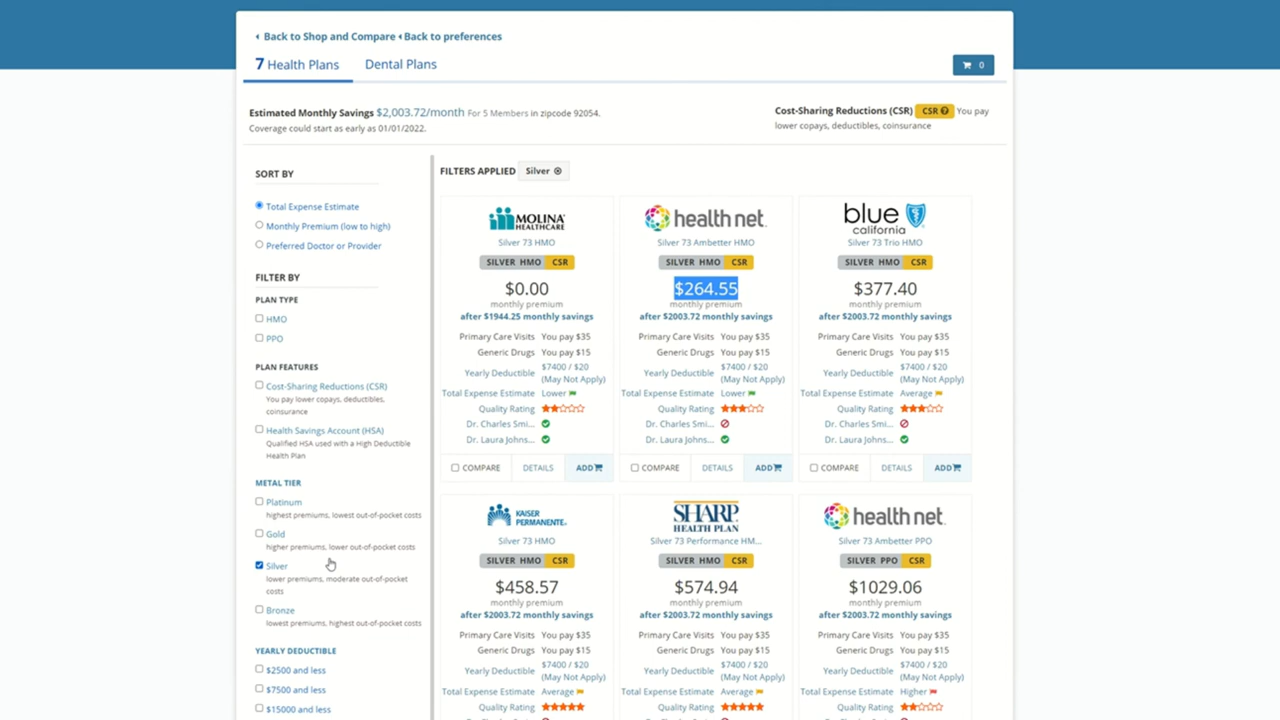 Back to Shop and Compare Back to preferences
7 Health Plans
Dental Plans
0
Estimated Monthly Savings $2,003.72/month For 5 Members in zipcode 92054.
Coverage could start as early as 01/01/2022.
Cost-Sharing Reductions (CSR) CSR You pay
lower copays, deductibles, coinsurance
SORT BY
Total Expense Estimate
Monthly Premium (low to high)
Preferred Doctor or Provider
FILTER BY
PLAN TYPE
HMO
PPO
PLAN FEATURES
Cost-Sharing Reductions (CSR)
You pay lower copays, deductibles,
coinsurance
Health Savings Account (HSA)
Qualified HSA used with a High Deductible
Health Plan
METAL TIER
Platinum
highest premiums, lowest out-of-pocket costs
Gold
higher premiums, lower out-of-pocket costs
Silver
lower premiums, moderate out-of-pocket
costs
Bronze
lowest premiums, highest out-of-pocket costs
YEARLY DEDUCTIBLE
$2500 and less
$7500 and less
$15000 and less
FILTERS APPLIED Silver
MOLINA
HEALTHCARE
Silver 73 HMO
SILVER HMO CSR
$0.00
monthly premium
after $1944.25 monthly savings
Primary Care Visits You pay $35
Generic Drugs You pay $15
Yearly Deductible $7400 / $20
(May Not Apply)
Total Expense Estimate Lower
Quality Rating
Dr. Charles Smi...
Dr. Laura Johns...
COMPARE DETAILS ADD
health net.
Silver 73 Ambetter HMO
SILVER HMO CSR
$264.55
monthly premium
after $2003.72 monthly savings
Primary Care Visits You pay $35
Generic Drugs You pay $15
Yearly Deductible $7400 / $20
(May Not Apply)
Total Expense Estimate Lower
Quality Rating
Dr. Charles Smi...
Dr. Laura Johns...
COMPARE DETAILS ADD
blue
california
Silver 73 Trio HMO
SILVER HMO CSR
$377.40
monthly premium
after $2003.72 monthly savings
Primary Care Visits You pay $35
Generic Drugs You pay $15
Yearly Deductible $7400 / $20
(May Not Apply)
Total Expense Estimate Average
Quality Rating
Dr. Charles Smi...
Dr. Laura Johns...
COMPARE DETAILS ADD
KAISER
PERMANENTE.
Silver 73 HMO
SILVER HMO CSR
$458.57
monthly premium
after $2003.72 monthly savings
Primary Care Visits You pay $35
Generic Drugs You pay $15
Yearly Deductible $7400 / $20
(May Not Apply)
Total Expense Estimate Average
Quality Rating
SHARP
HEALTH PLAN
Silver 73 Performance HM...
SILVER HMO CSR
$574.94
monthly premium
after $2003.72 monthly savings
Primary Care Visits You pay $35
Generic Drugs You pay $15
Yearly Deductible $7400 / $20
(May Not Apply)
Total Expense Estimate Average
Quality Rating
health net.
Silver 73 Ambetter PPO
SILVER PPO CSR
$1029.06
monthly premium
after $2003.72 monthly savings
Primary Care Visits You pay $35
Generic Drugs You pay $15
Yearly Deductible $7400 / $20
(May Not Apply)
Total Expense Estimate Higher
Quality Rating